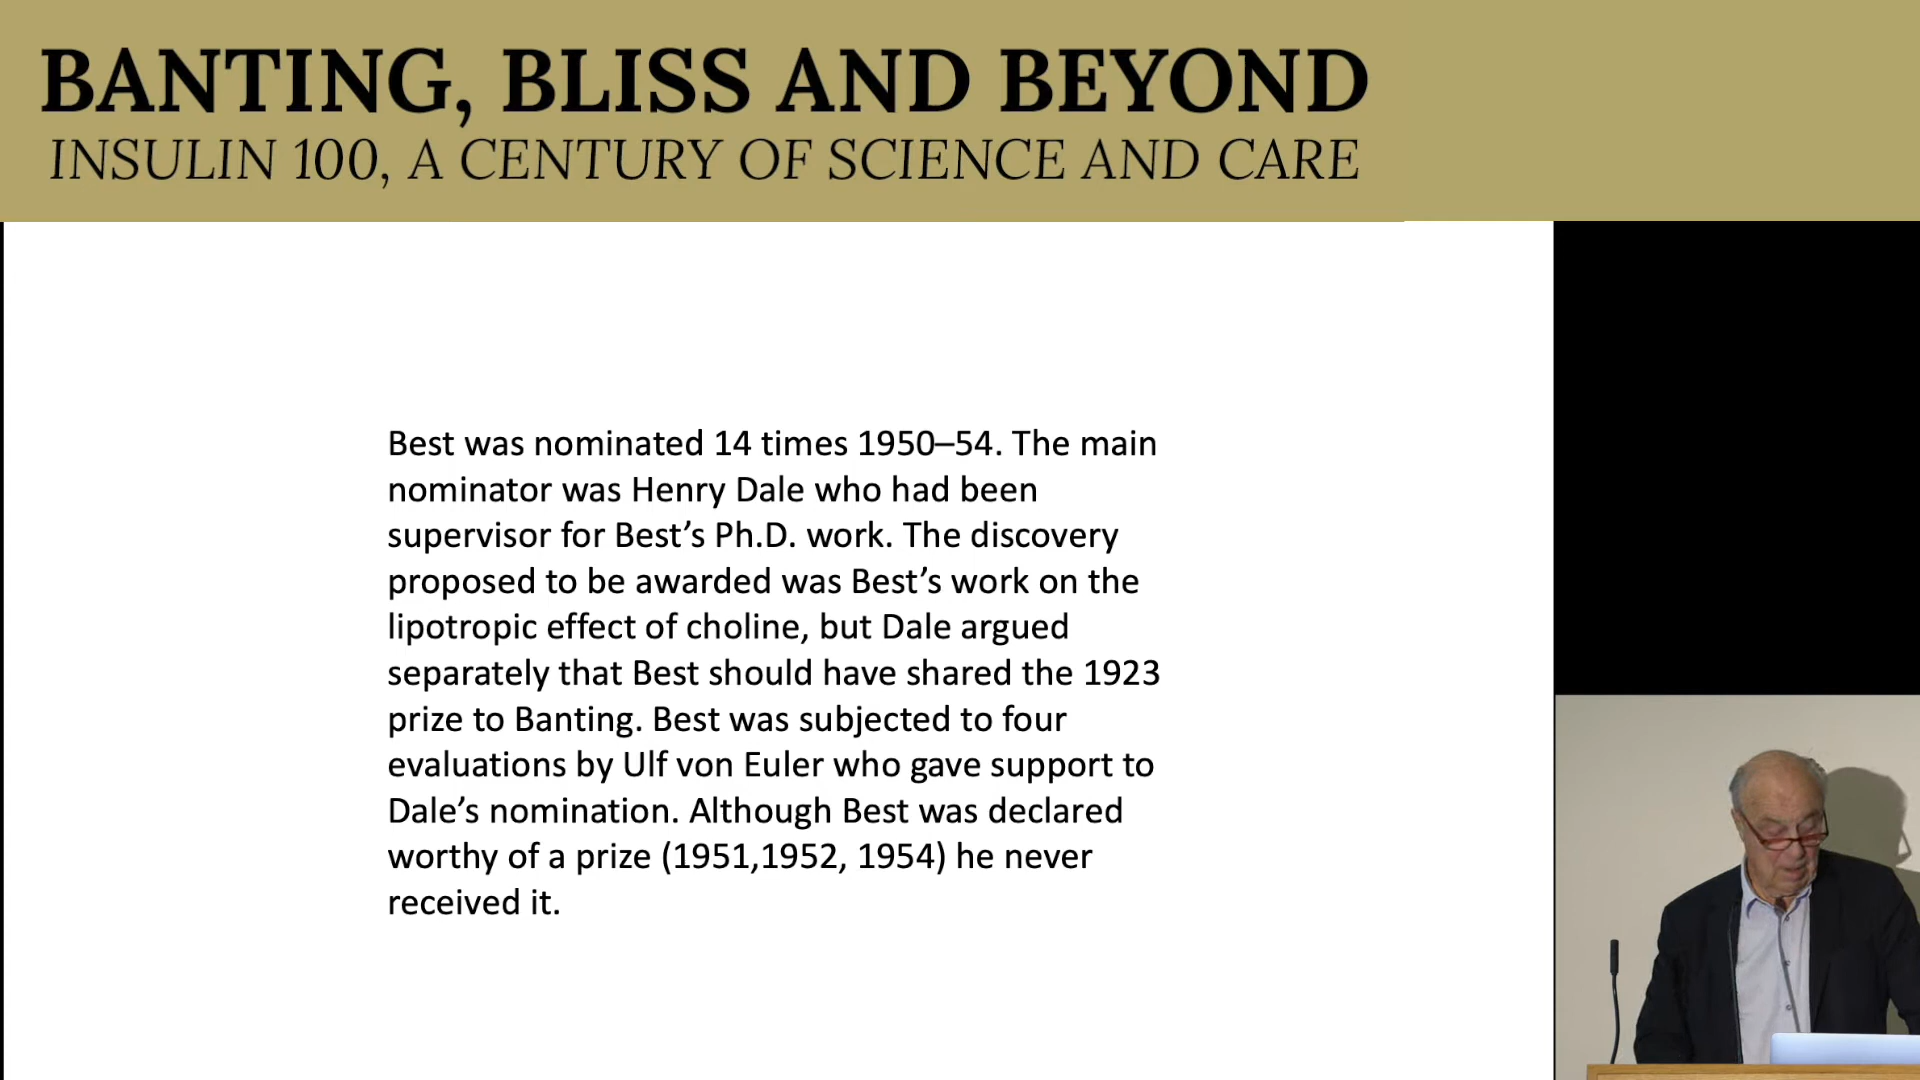 BANTING, BLISS AND BEYOND
INSULIN 100, A CENTURY OF SCIENCE AND CARE
Best was nominated 14 times 1950–54. The main
nominator was Henry Dale who had been
supervisor for Best’s Ph.D. work. The discovery
proposed to be awarded was Best’s work on the
lipotropic effect of choline, but Dale argued
separately that Best should have shared the 1923
prize to Banting. Best was subjected to four
evaluations by Ulf von Euler who gave support to
Dale’s nomination. Although Best was declared
worthy of a prize (1951,1952, 1954) he never
received it.